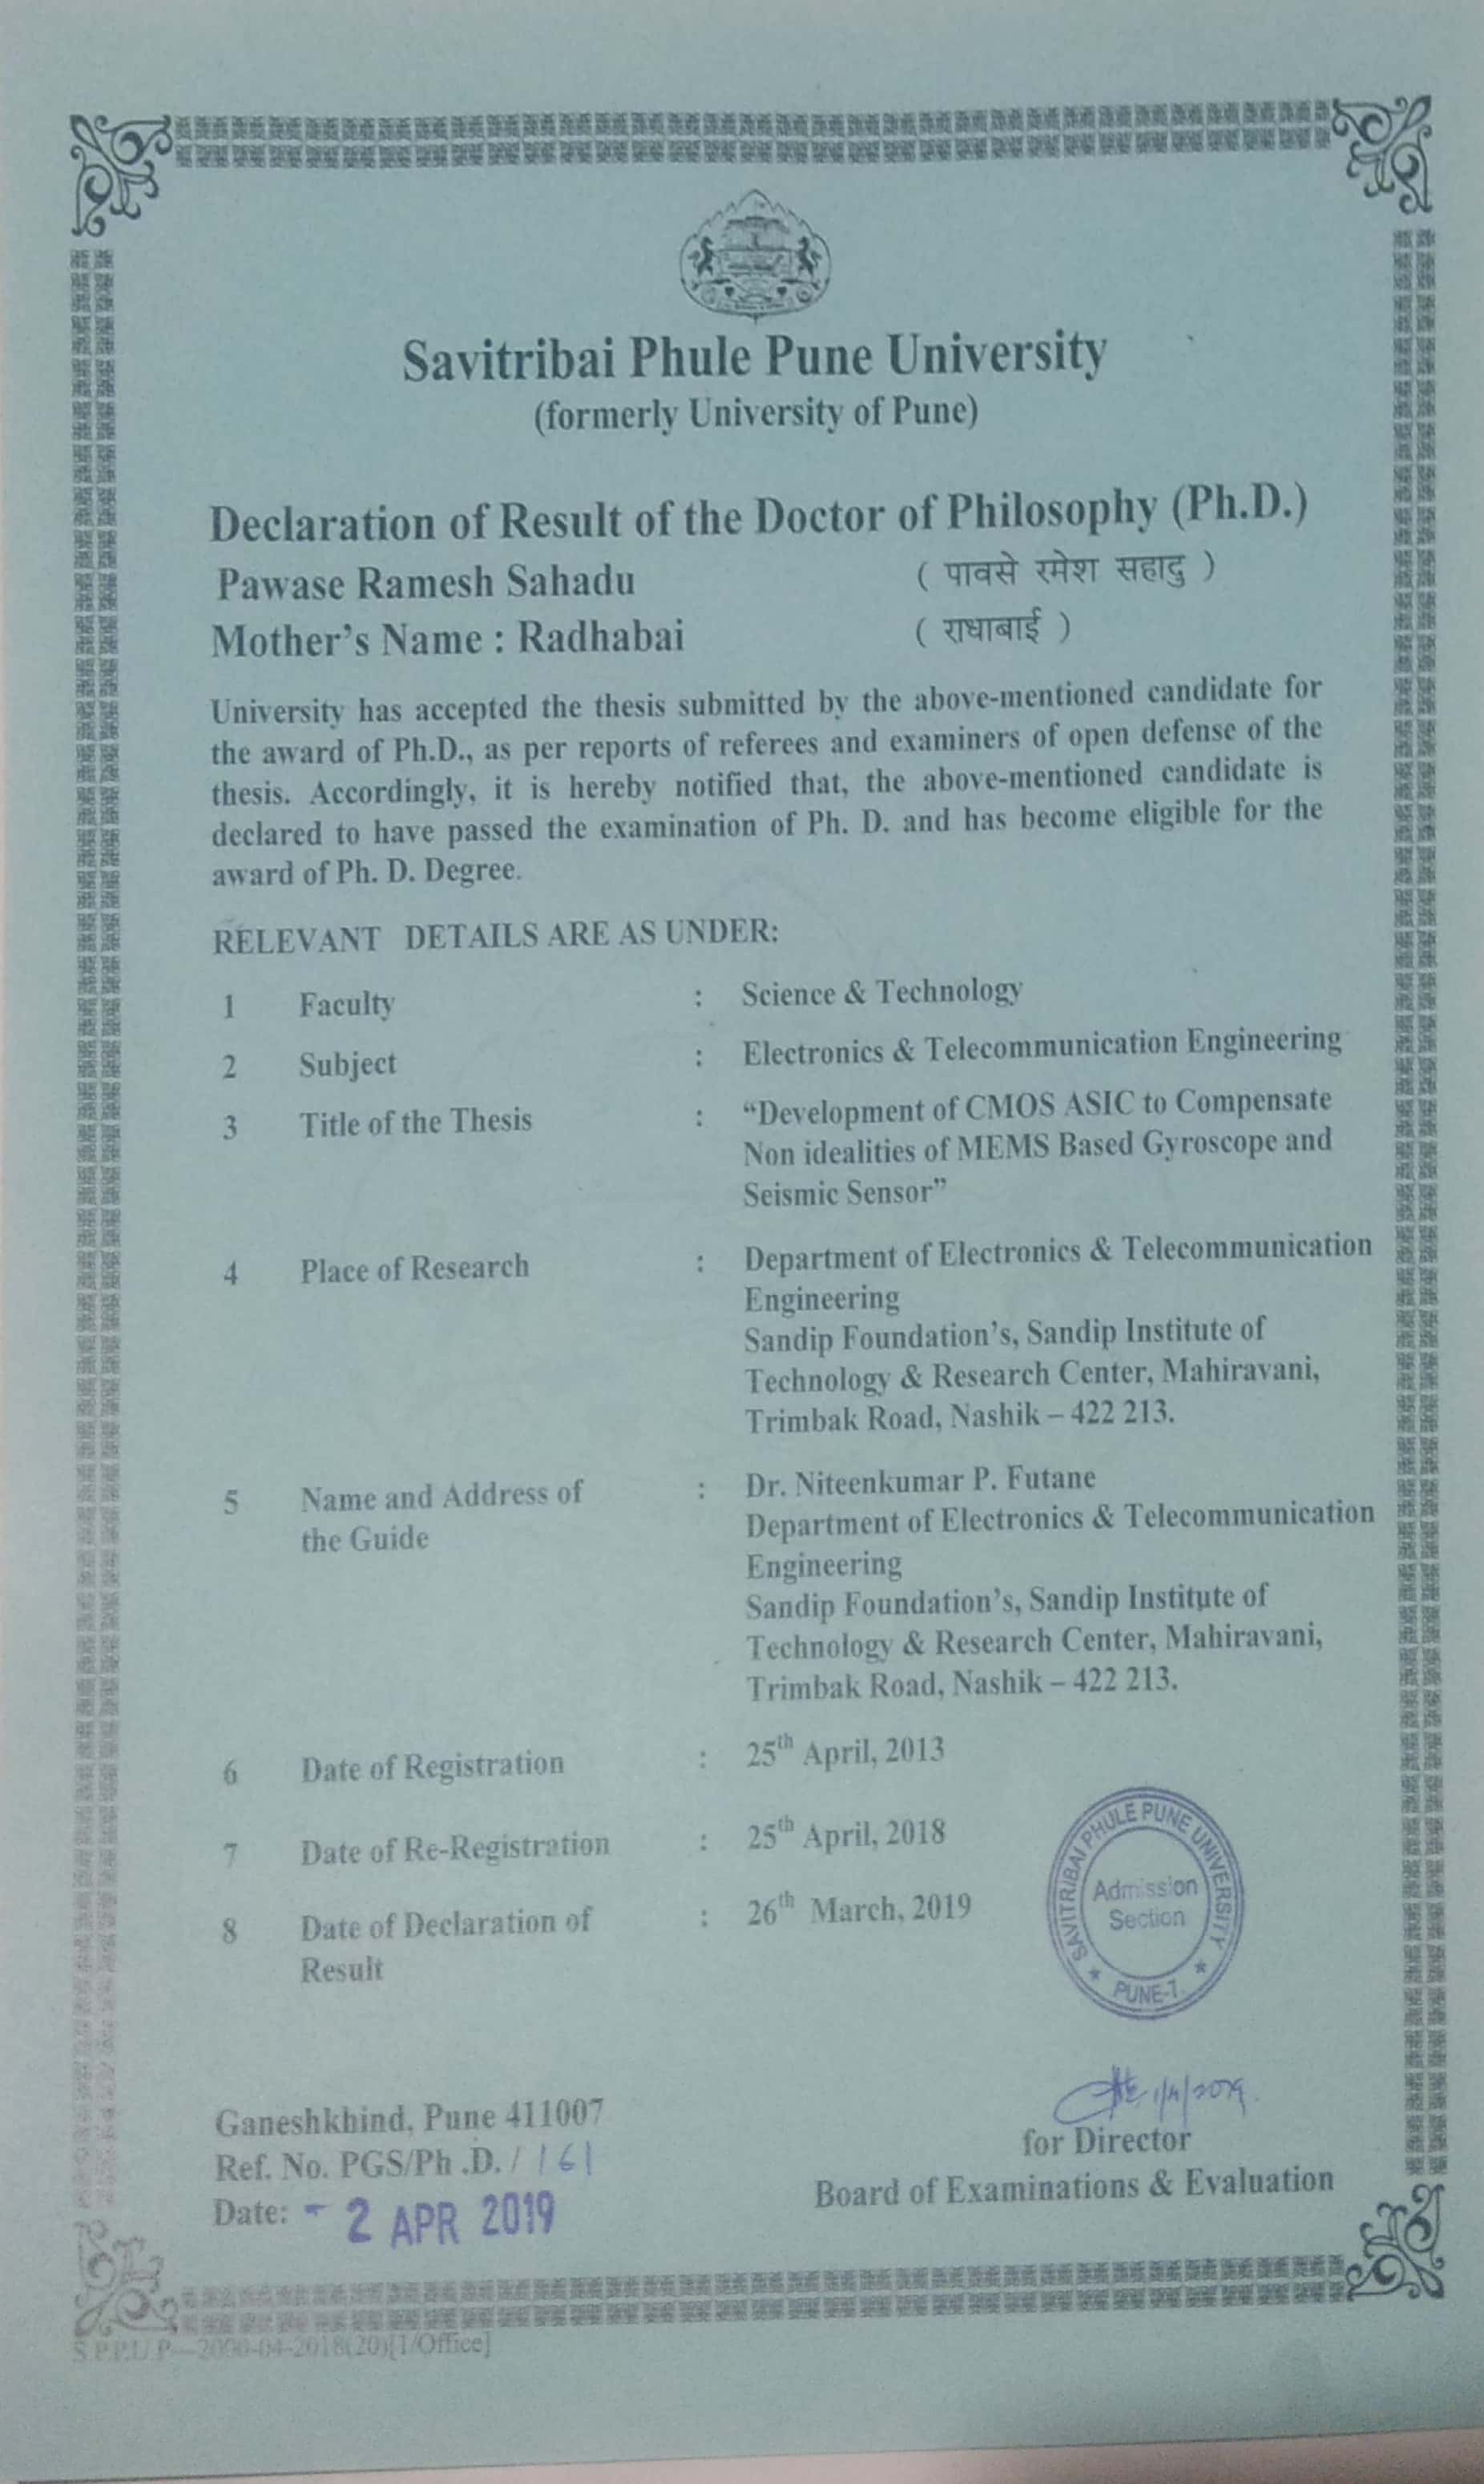 Savitribai Phule Pune University
(formerly University of Pune)
Declaration of Result of the Doctor of Philosophy (Ph.D.)
Pawase Ramesh Sahadu ( पावसे रमेश सहादु )
Mother's Name : Radhabai ( राधाबाई )
University has accepted the thesis submitted by the above-mentioned candidate for
the award of Ph.D., as per reports of referees and examiners of open defense of the
thesis. Accordingly, it is hereby notified that, the above-mentioned candidate is
declared to have passed the examination of Ph. D. and has become eligible for the
award of Ph. D. Degree.
RELEVANT DETAILS ARE AS UNDER:
1 Faculty : Science & Technology
2 Subject : Electronics & Telecommunication Engineering
3 Title of the Thesis : “Development of CMOS ASIC to Compensate
Non idealities of MEMS Based Gyroscope and
Seismic Sensor”
4 Place of Research : Department of Electronics & Telecommunication
Engineering
Sandip Foundation's, Sandip Institute of
Technology & Research Center, Mahiravani,
Trimbak Road, Nashik – 422 213.
5 Name and Address of : Dr. Niteenkumar P. Futane
the Guide Department of Electronics & Telecommunication
Engineering
Sandip Foundation's, Sandip Institute of
Technology & Research Center, Mahiravani,
Trimbak Road, Nashik – 422 213.
6 Date of Registration : 25th April, 2013
7 Date of Re-Registration : 25th April, 2018
8 Date of Declaration of : 26th March, 2019
Result
SAVITRIBAI PHULE PUNE UNIVERSITY
Admission
Section
★ PUNE-7. ★
1/4/2019.
Ganeshkhind, Pune 411007
for Director
Ref. No. PGS/Ph .D. / 161
Board of Examinations & Evaluation
Date: - 2 APR 2019
S.P.P.U.P—2000-04-2018(20)[1/Office]